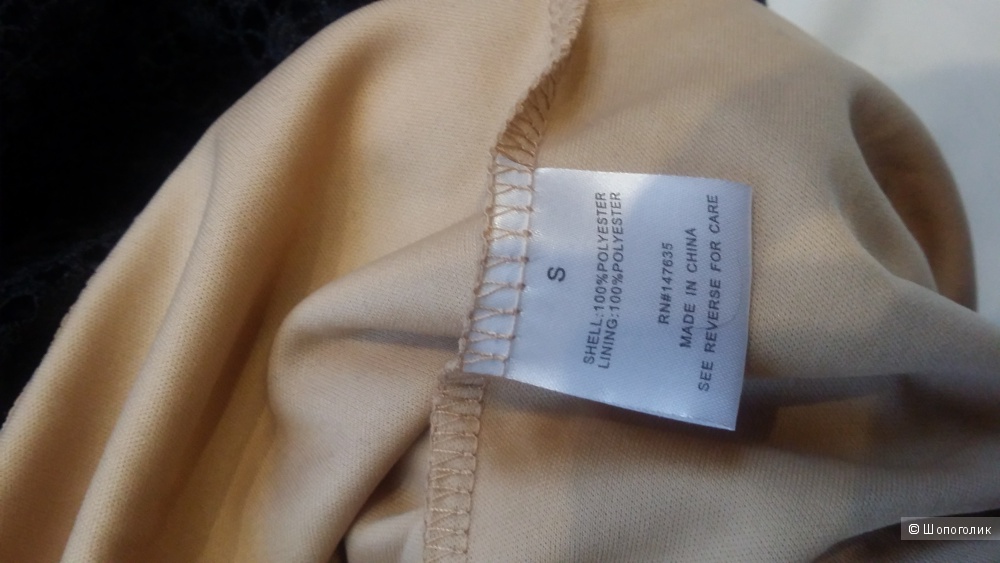 S
SHELL:100%POLYESTER
LINING:100%POLYESTER
RN#147635
MADE IN CHINA
SEE REVERSE FOR CARE
© Шопоголик